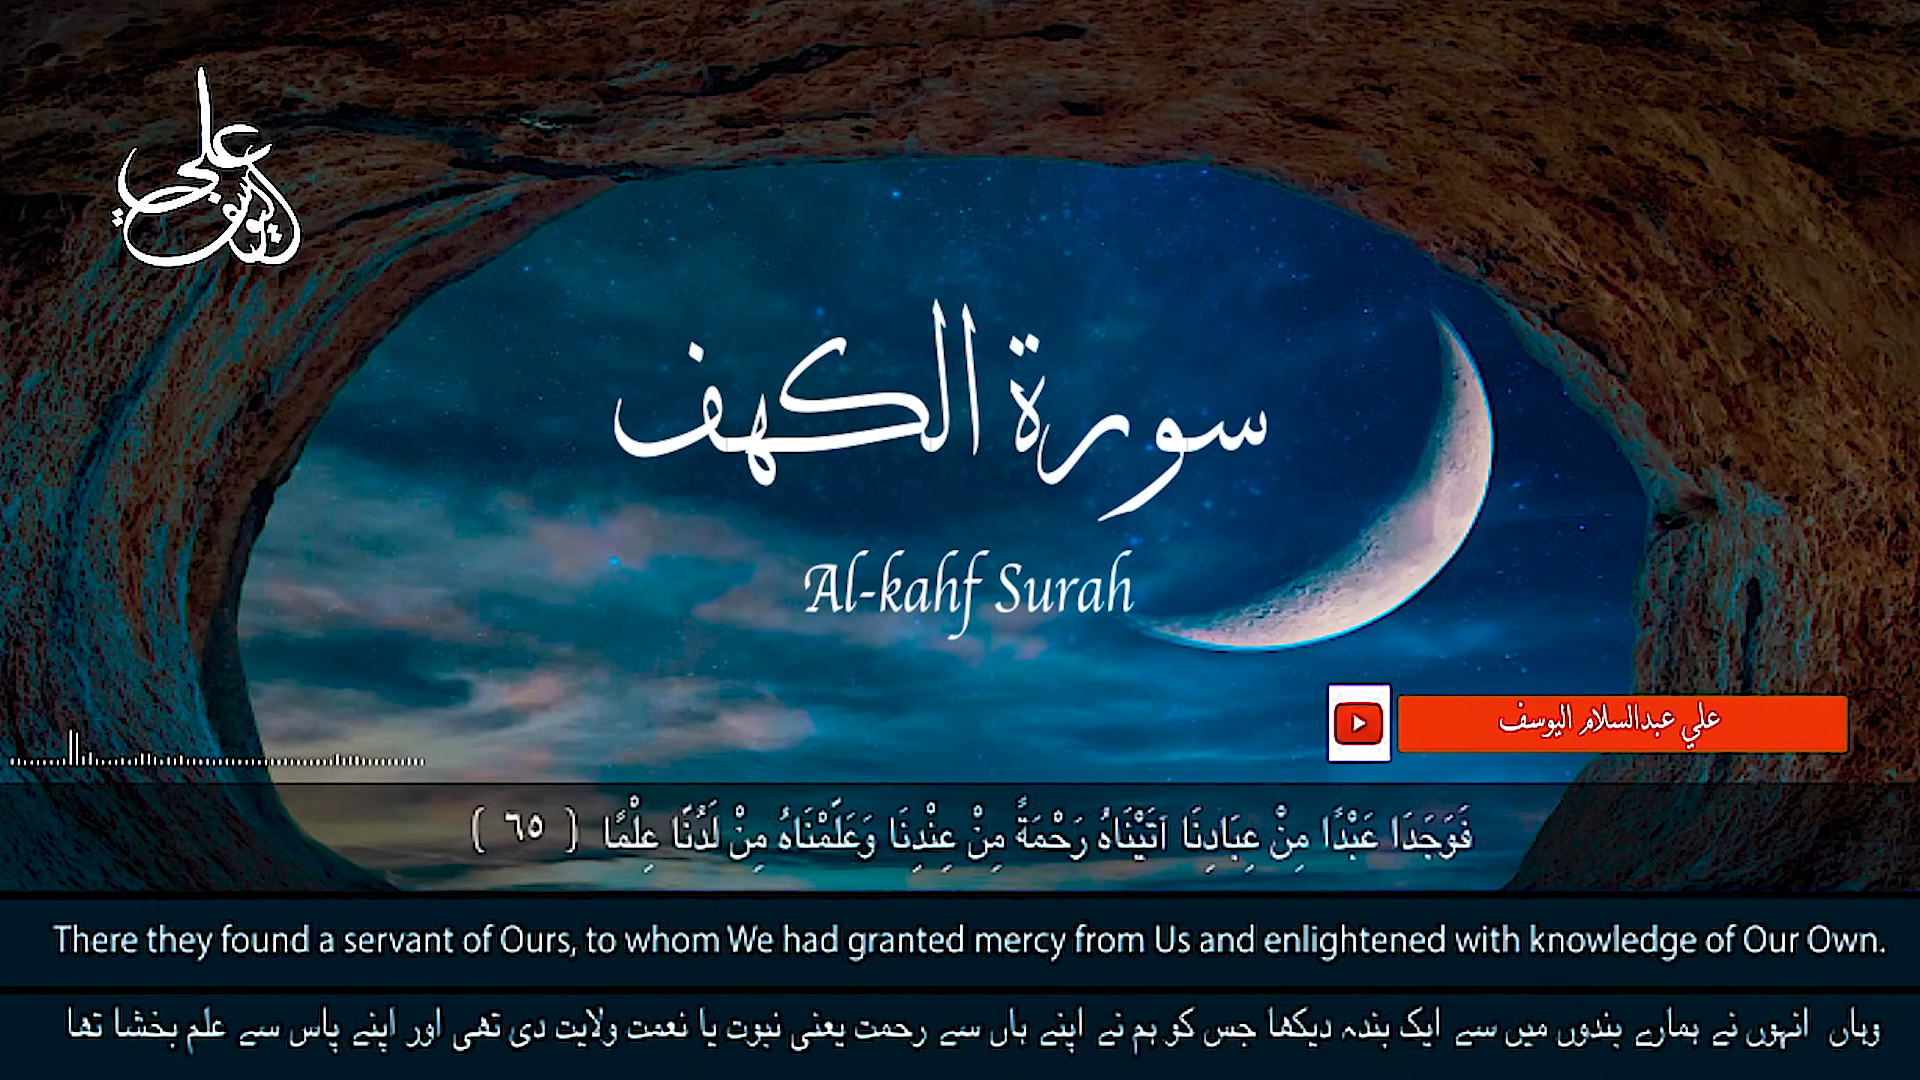 علي اليوسف
سورة الكهف
Al-kahf Surah
علي عبدالسلام اليوسف
فَوَجَدَا عَبْدًا مِنْ عِبَادِنَا آتَيْنَاهُ رَحْمَةً مِنْ عِنْدِنَا وَعَلَّمْنَاهُ مِنْ لَدُنَّا عِلْمًا ( ٦٥ )
There they found a servant of Ours, to whom We had granted mercy from Us and enlightened with knowledge of Our Own.
وہاں انہوں نے ہمارے بندوں میں سے ایک بندہ دیکھا جس کو ہم نے اپنے ہاں سے رحمت یعنی نبوت یا نعمت ولایت دی تھی اور اپنے پاس سے علم بخشا تھا